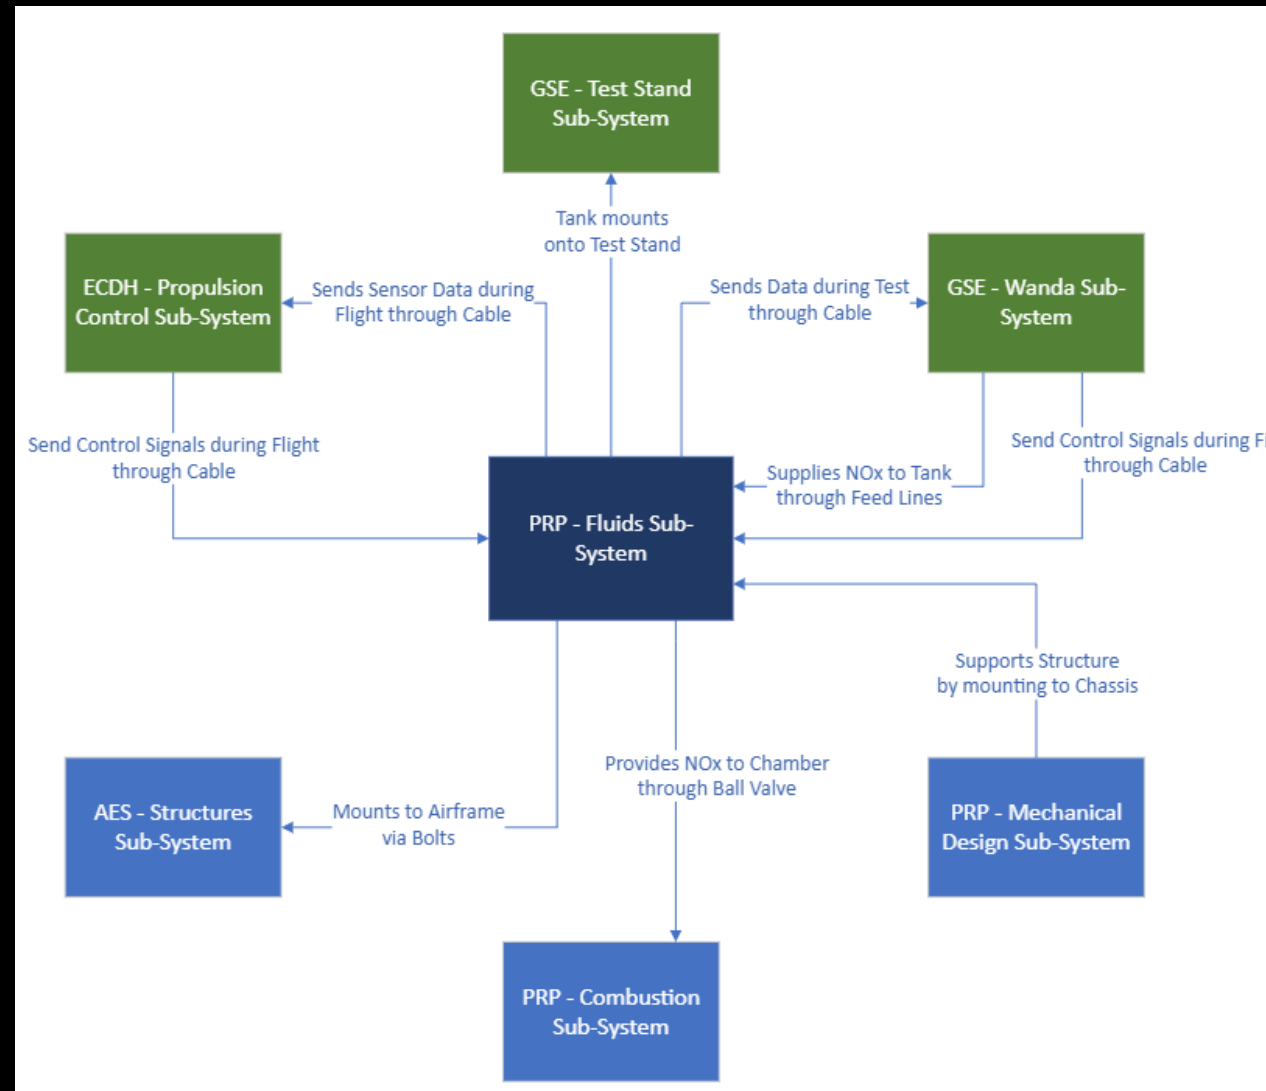 GSE - Test Stand
Sub-System
Tank mounts
onto Test Stand
ECDH - Propulsion
Control Sub-System
Sends Sensor Data during
Flight through Cable
Sends Data during Test
through Cable
GSE - Wanda Sub-
System
Send Control Signals during Flight
through Cable
Send Control Signals during
through Cable
Supplies NOx to Tank
through Feed Lines
PRP - Fluids Sub-
System
Supports Structure
by mounting to Chassis
Provides NOx to Chamber
through Ball Valve
AES - Structures
Sub-System
Mounts to Airframe
via Bolts
PRP - Mechanical
Design Sub-System
PRP - Combustion
Sub-System